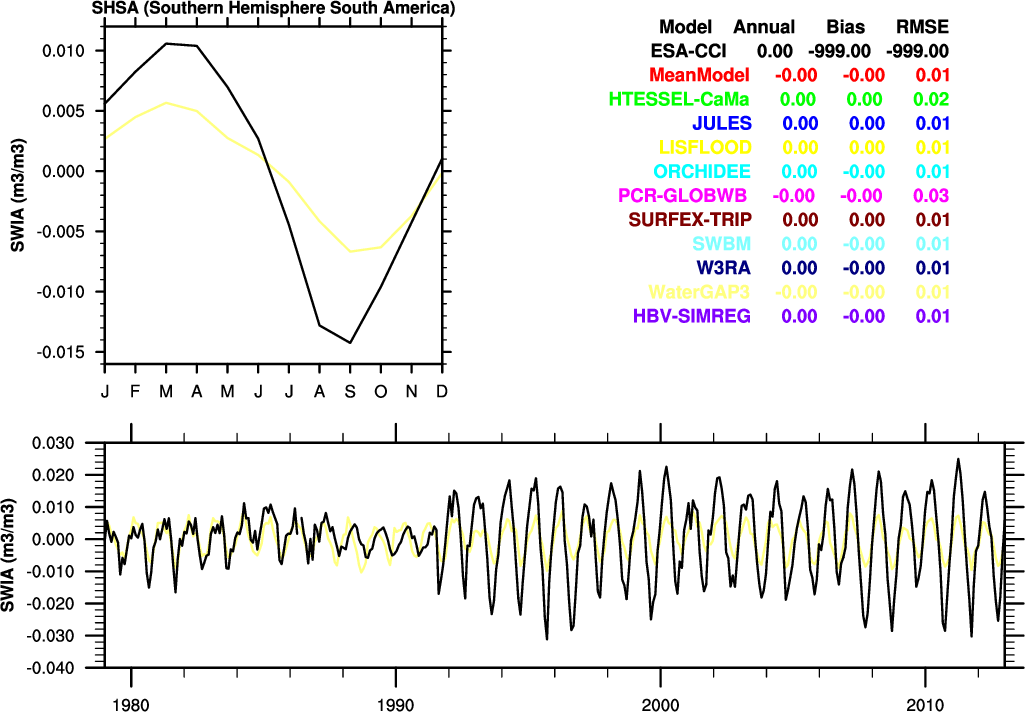 SHSA (Southern Hemisphere South America)
Model Annual Bias RMSE
ESA-CCI 0.00 -999.00 -999.00
MeanModel -0.00 -0.00 0.01
HTESSEL-CaMa 0.00 0.00 0.02
JULES 0.00 0.00 0.01
LISFLOOD 0.00 0.00 0.01
ORCHIDEE 0.00 -0.00 0.01
PCR-GLOBWB -0.00 -0.00 0.03
SURFEX-TRIP 0.00 0.00 0.01
SWBM 0.00 -0.00 0.01
W3RA 0.00 -0.00 0.01
WaterGAP3 -0.00 -0.00 0.01
HBV-SIMREG 0.00 -0.00 0.01
SWIA (m3/m3)
0.010
0.005
0.000
-0.005
-0.010
-0.015
J F M A M J J A S O N D
SWIA (m3/m3)
0.030
0.020
0.010
0.000
-0.010
-0.020
-0.030
-0.040
1980 1990 2000 2010